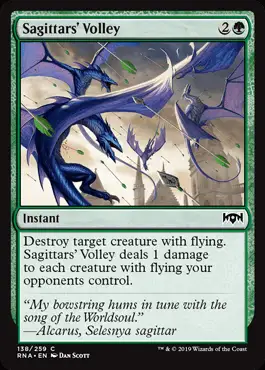 Sagittars' Volley 2
Instant
Destroy target creature with flying.
Sagittars' Volley deals 1 damage
to each creature with flying your
opponents control.
"My bowstring hums in tune with the
song of the Worldsoul."
—Alcarus, Selesnya sagittar
138/259 C
RNA • EN DAN SCOTT
™ & © 2019 Wizards of the Coast